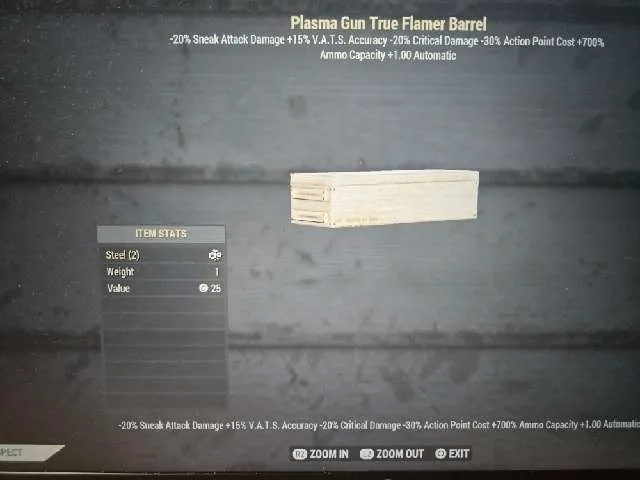 Plasma Gun True Flamer Barrel
-20% Sneak Attack Damage +15% V.A.T.S. Accuracy -20% Critical Damage -30% Action Point Cost +700%
Ammo Capacity +1.00 Automatic
ITEM STATS
Steel (2)
Weight 1
Value 25
-20% Sneak Attack Damage +15% V.A.T.S. Accuracy -20% Critical Damage -30% Action Point Cost +700% Ammo Capacity +1.00 Automatic
PECT
R2 ZOOM IN L2 ZOOM OUT EXIT